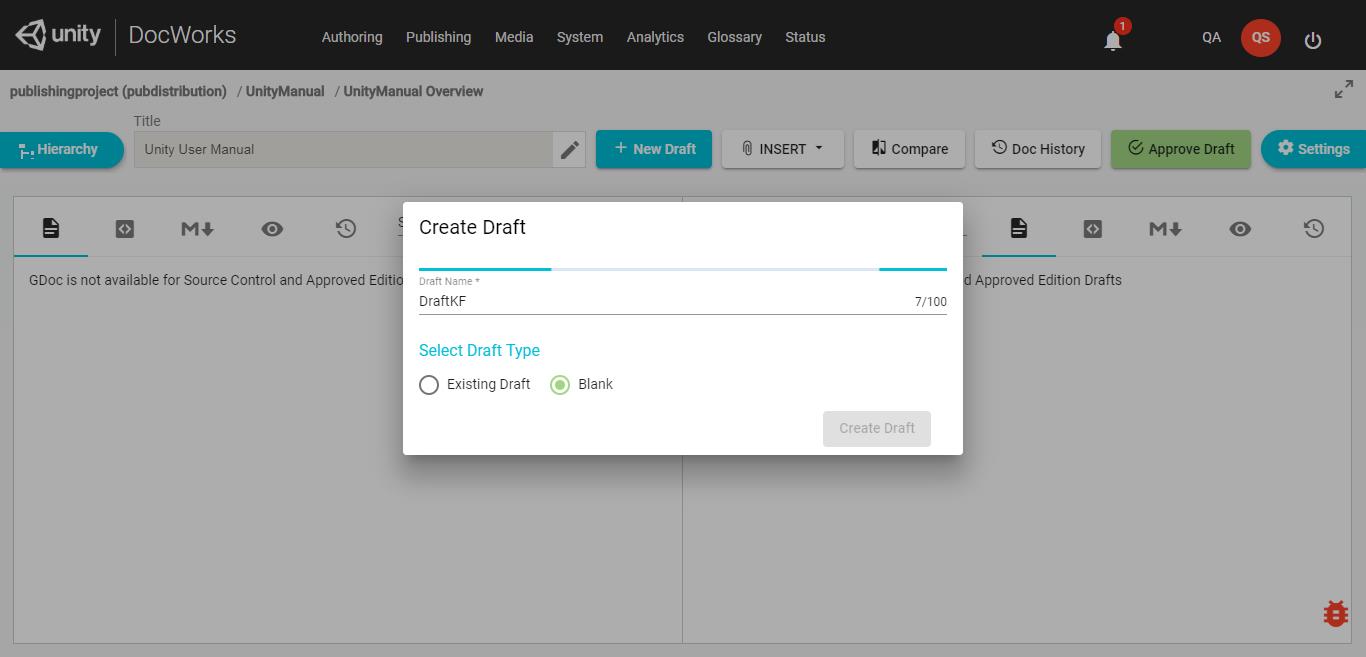 unity DocWorks Authoring Publishing Media System Analytics Glossary Status 1 QA QS
publishingproject (pubdistribution) / UnityManual / UnityManual Overview
Title
Hierarchy Unity User Manual + New Draft INSERT Compare Doc History Approve Draft Settings
M M
GDoc is not available for Source Control and Approved Editio d Approved Edition Drafts
Create Draft
Draft Name *
DraftKF 7/100
Select Draft Type
Existing Draft Blank
Create Draft